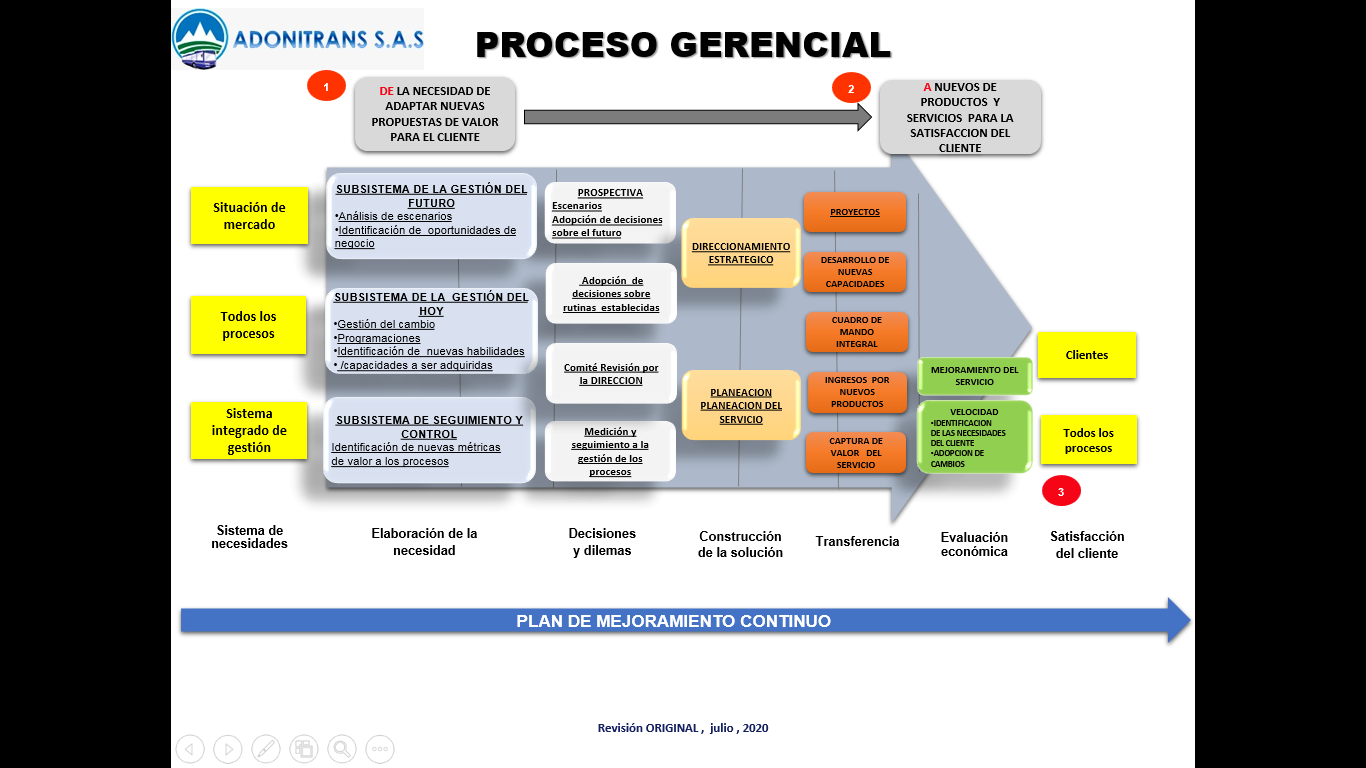 ADONITRANS S.A.S
PROCESO GERENCIAL
1
DE LA NECESIDAD DE
ADAPTAR NUEVAS
PROPUESTAS DE VALOR
PARA EL CLIENTE
2
A NUEVOS DE
PRODUCTOS Y
SERVICIOS PARA LA
SATISFACCION DEL
CLIENTE
Situación de
mercado
Todos los
procesos
Sistema
integrado de
gestión
SUBSISTEMA DE LA GESTIÓN DEL
FUTURO
•Análisis de escenarios
•Identificación de oportunidades de
negocio
SUBSISTEMA DE LA GESTIÓN DEL
HOY
•Gestión del cambio
•Programaciones
•Identificación de nuevas habilidades
• /capacidades a ser adquiridas
SUBSISTEMA DE SEGUIMIENTO Y
CONTROL
Identificación de nuevas métricas
de valor a los procesos
PROSPECTIVA
Escenarios
Adopción de decisiones
sobre el futuro
Adopción de
decisiones sobre
rutinas establecidas
Comité Revisión por
la DIRECCION
Medición y
seguimiento a la
gestión de los
procesos
DIRECCIONAMIENTO
ESTRATEGICO
PLANEACION
PLANEACION DEL
SERVICIO
PROYECTOS
DESARROLLO DE
NUEVAS
CAPACIDADES
CUADRO DE
MANDO
INTEGRAL
INGRESOS POR
NUEVOS
PRODUCTOS
CAPTURA DE
VALOR DEL
SERVICIO
MEJORAMIENTO DEL
SERVICIO
VELOCIDAD
•IDENTIFICACION
DE LAS NECESIDADES
DEL CLIENTE
•ADOPCION DE
CAMBIOS
Clientes
Todos los
procesos
3
Sistema de
necesidades
Elaboración de la
necesidad
Decisiones
y dilemas
Construcción
de la solución
Transferencia
Evaluación
económica
Satisfacción
del cliente
PLAN DE MEJORAMIENTO CONTINUO
Revisión ORIGINAL , julio , 2020